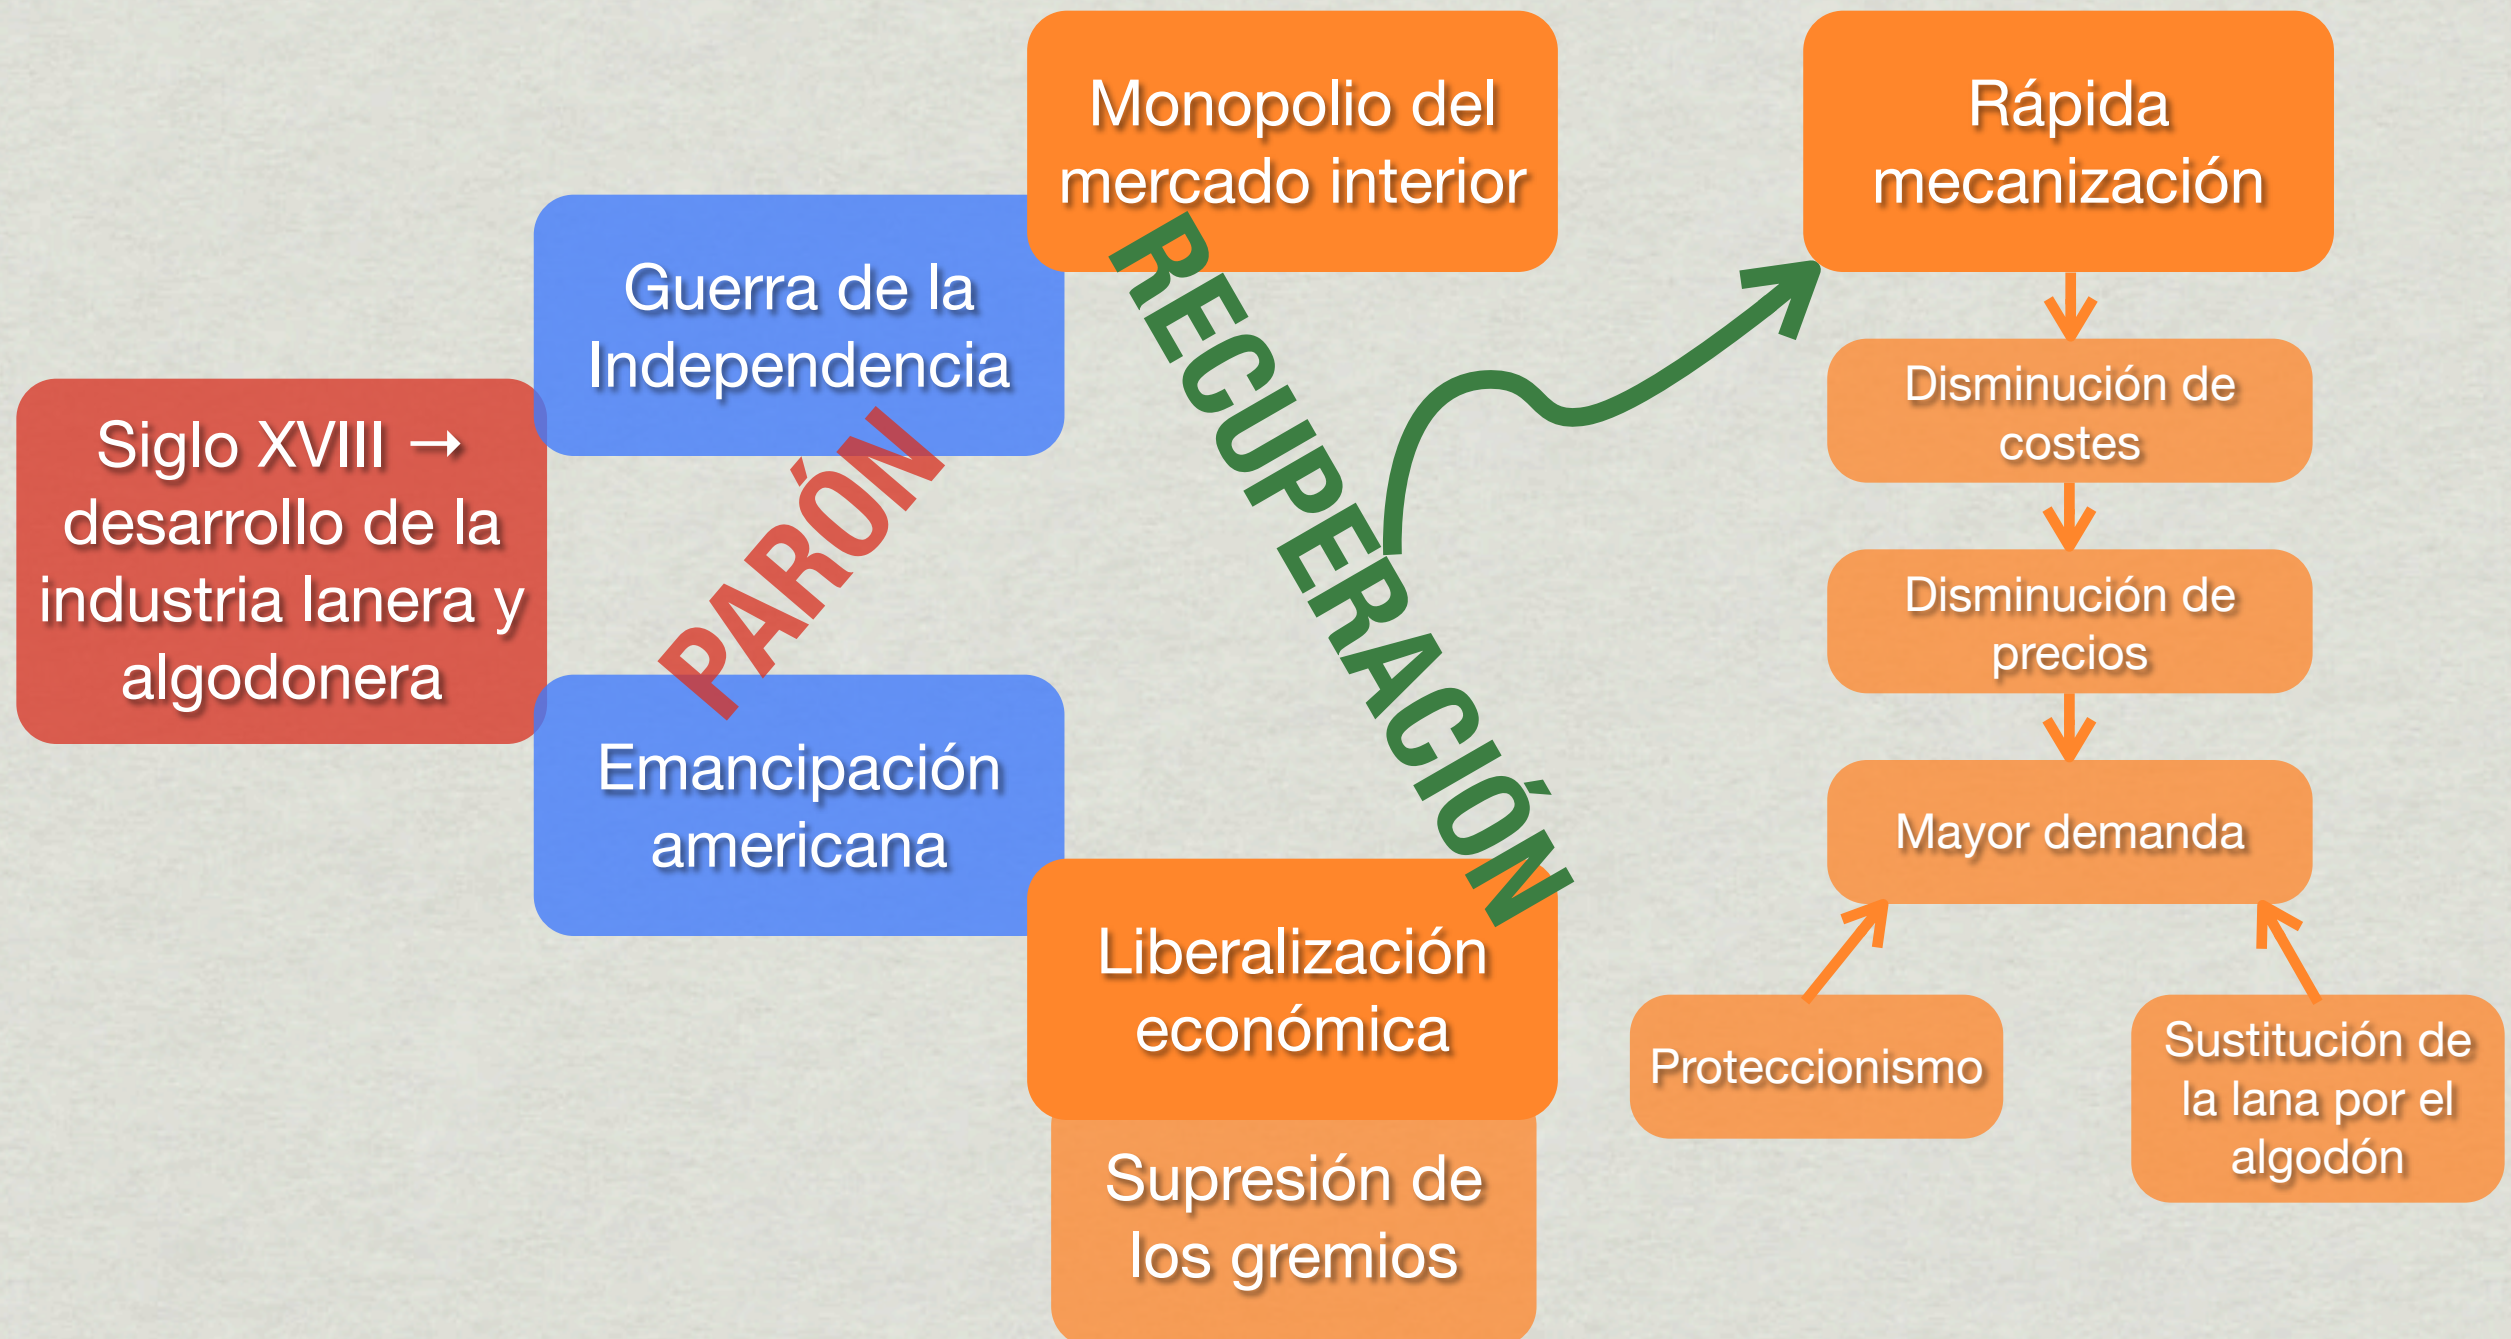 Siglo XVIII →
desarrollo de la
industria lanera y
algodonera
Guerra de la
Independencia
PARÓN
Emancipación
americana
Monopolio del
mercado interior
RECUPERACIÓN
Liberalización
económica
Supresión de
los gremios
Rápida
mecanización
Disminución de
costes
Disminución de
precios
Mayor demanda
Proteccionismo
Sustitución de
la lana por el
algodón